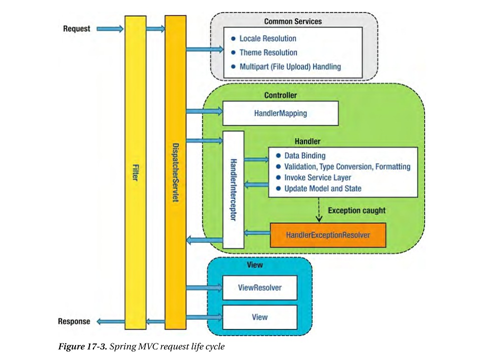 Common Services
Request
Locale Resolution
Theme Resolution
Multipart (File Upload) Handling
Controller
HandlerMapping
Filter
DispatcherServlet
HandlerInterceptor
Handler
Data Binding
Validation, Type Conversion, Formatting
Invoke Service Layer
Update Model and State
Exception caught
HandlerExceptionResolver
View
ViewResolver
View
Response
Figure 17-3. Spring MVC request life cycle